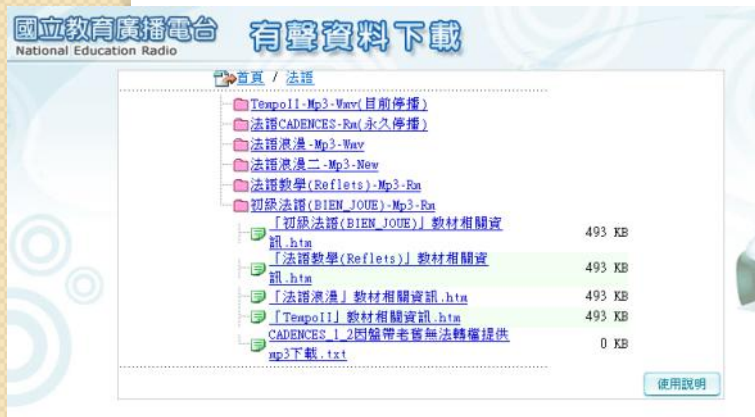 國立教育廣播電台
National Education Radio
有聲資料下載
首頁 / 法語
TempoII-Mp3-Wmv(目前停播)
法語CADENCES-Rm(永久停播)
法語浪漫-Mp3-Wmv
法語浪漫二-Mp3-New
法語教學(Reflets)-Mp3-Rm
初級法語(BIEN_JOUE)-Mp3-Rm
「初級法語(BIEN_JOUE)」教材相關資
訊.htm 493 KB
「法語教學(Reflets)」教材相關資
訊.htm 493 KB
「法語浪漫」教材相關資訊.htm 493 KB
「TempoII」教材相關資訊.htm 493 KB
CADENCES_1_2因盤帶老舊無法轉檔提供
mp3下載.txt 0 KB
使用說明